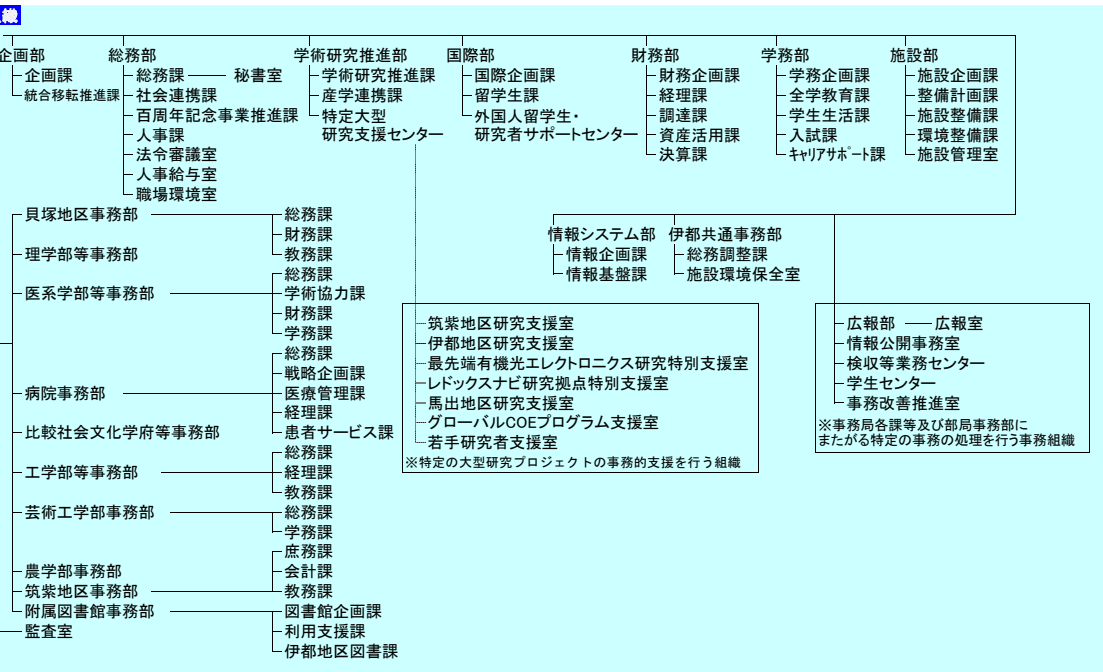 織
企画部
企画課
統合移転推進課
総務部
総務課 秘書室
社会連携課
百周年記念事業推進課
人事課
法令審議室
人事給与室
職場環境室
学術研究推進部
学術研究推進課
産学連携課
特定大型
研究支援センター
国際部
国際企画課
留学生課
外国人留学生・
研究者サポートセンター
財務部
財務企画課
経理課
調達課
資産活用課
決算課
学務部
学務企画課
全学教育課
学生生活課
入試課
ｷｬﾘｱｻﾎﾟｰﾄ課
施設部
施設企画課
整備計画課
施設整備課
環境整備課
施設管理室
貝塚地区事務部
総務課
財務課
教務課
理学部等事務部
医系学部等事務部
総務課
学術協力課
財務課
学務課
病院事務部
総務課
戦略企画課
医療管理課
経理課
患者サービス課
比較社会文化学府等事務部
工学部等事務部
総務課
経理課
教務課
芸術工学部事務部
総務課
学務課
農学部事務部
筑紫地区事務部
庶務課
会計課
教務課
附属図書館事務部
図書館企画課
利用支援課
伊都地区図書課
監査室
情報システム部
情報企画課
情報基盤課
伊都共通事務部
総務調整課
施設環境保全室
筑紫地区研究支援室
伊都地区研究支援室
最先端有機光エレクトロニクス研究特別支援室
レドックスナビ研究拠点特別支援室
馬出地区研究支援室
グローバルCOEプログラム支援室
若手研究者支援室
※特定の大型研究プロジェクトの事務的支援を行う組織
広報部 広報室
情報公開事務室
検収等業務センター
学生センター
事務改善推進室
※事務局各課等及び部局事務部に
またがる特定の事務の処理を行う事務組織